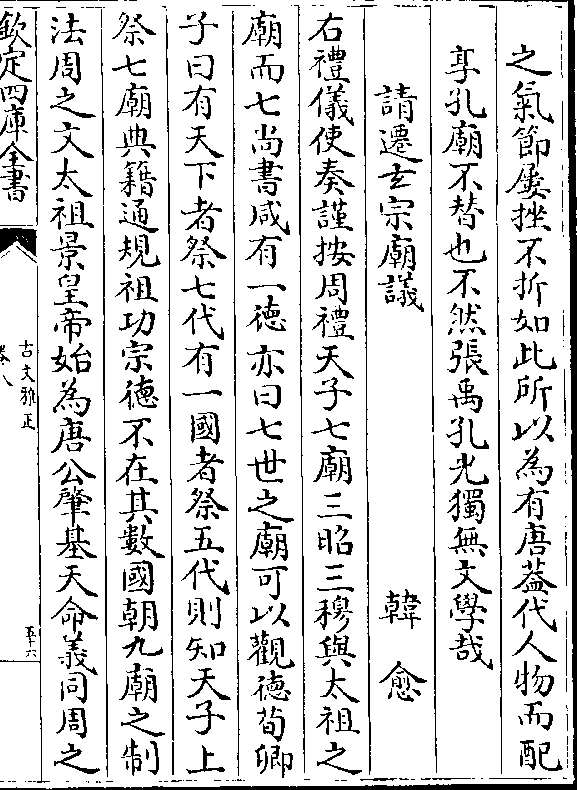 之氣節屢挫不折如此所以為有唐葢代人物而配
享孔廟不替也不然張禹孔光獨無文學哉
請遷玄宗廟議 韓愈
右禮儀使奏謹按周禮天子七廟三昭三穆與太祖之
廟而七尚書咸有一徳亦曰七世之廟可以觀德荀卿
子曰有天下者祭七代有一國者祭五代則知天子上
祭七廟典籍通規祖功宗德不在其數國朝九廟之制
法周之文太祖景皇帝始為唐公肇基天命義同周之
欽定四庫全書
古文雅正
卷八
五十六